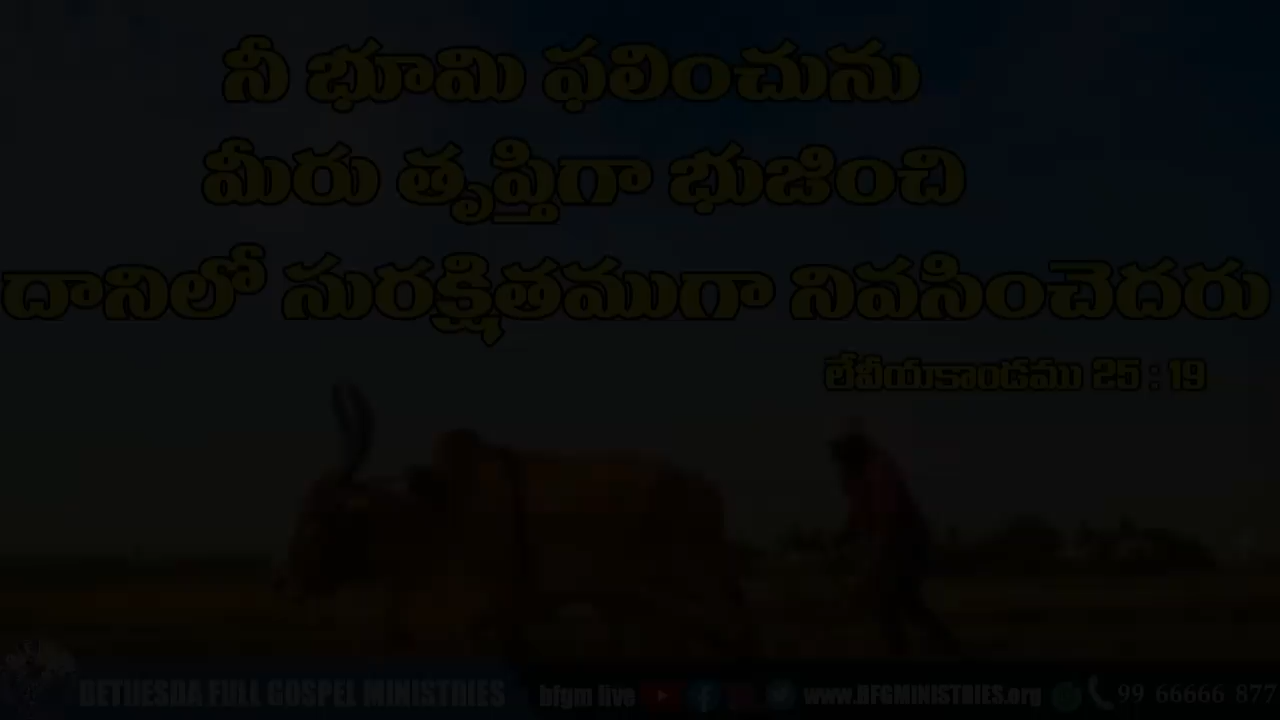 నీ భూమి ఫలించును
మీరు తృప్తిగా భుజించి
దానిలో సురక్షితముగా నివసించెదరు
లేవీయకాండము 25 : 19
BETHESDA FULL GOSPEL MINISTRIES bfgm live www.BFGMINISTRIES.org 99 66666 877